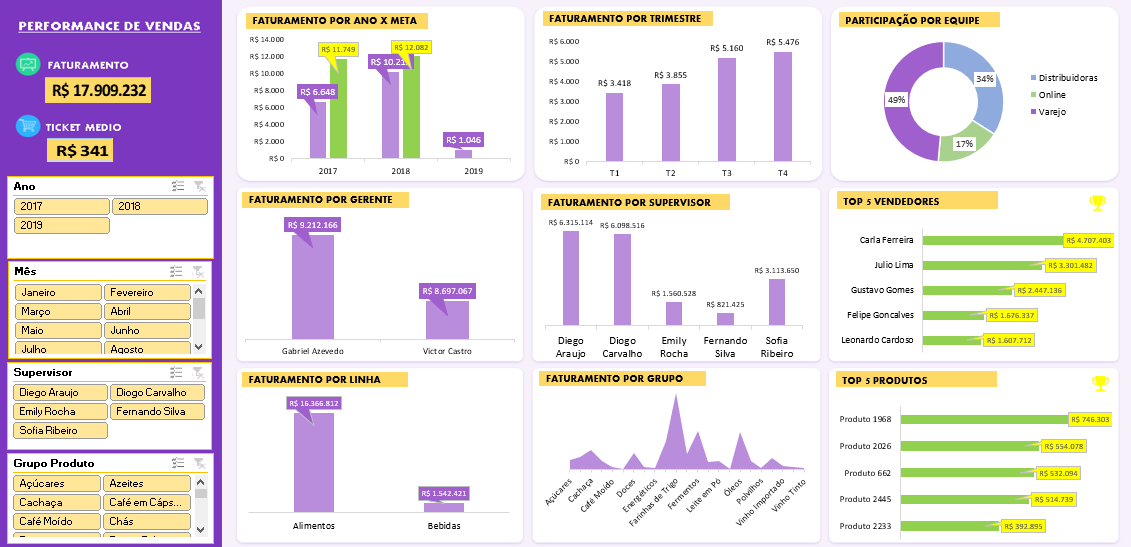 PERFORMANCE DE VENDAS
FATURAMENTO
R$ 17.909.232
TICKET MEDIO
R$ 341
Ano
2017 2018
2019
Mês
Janeiro Fevereiro
Março Abril
Maio Junho
Julho Agosto
Supervisor
Diego Araujo Diogo Carvalho
Emily Rocha Fernando Silva
Sofia Ribeiro
Grupo Produto
Açúcares Azeites
Cachaça Café em Cáps...
Café Moído Chás
FATURAMENTO POR ANO X META
R$ 14.000
R$ 12.000
R$ 10.000
R$ 8.000
R$ 6.000
R$ 4.000
R$ 2.000
R$ 0
R$ 11.749
R$ 12.082
R$ 6.648
R$ 1.046
2017 2018 2019
FATURAMENTO POR TRIMESTRE
R$ 6.000
R$ 5.000
R$ 4.000
R$ 3.000
R$ 2.000
R$ 1.000
R$ 0
R$ 3.418
R$ 3.855
R$ 5.160
R$ 5.476
T1 T2 T3 T4
PARTICIPAÇÃO POR EQUIPE
34%
49%
17%
Distribuidoras
Online
Varejo
FATURAMENTO POR GERENTE
R$ 9.212.166
R$ 8.697.067
Gabriel Azevedo Victor Castro
FATURAMENTO POR SUPERVISOR
R$ 6.315.114
R$ 6.098.516
R$ 1.560.528
R$ 821.425
R$ 3.113.650
Diego Araujo
Diogo Carvalho
Emily Rocha
Fernando Silva
Sofia Ribeiro
TOP 5 VENDEDORES
Carla Ferreira R$ 4.707.403
Julio Lima R$ 3.301.482
Gustavo Gomes R$ 2.447.136
Felipe Goncalves R$ 1.676.337
Leonardo Cardoso R$ 1.607.712
FATURAMENTO POR LINHA
R$ 16.366.812
R$ 1.542.421
Alimentos Bebidas
FATURAMENTO POR GRUPO
Açúcares
Cachaça
Café Moído
Doces
Energéticos
Farinhas de Trigo
Fermentos
Leite em Pó
Óleos
Polvilhos
Vinho Importado
Vinho Tinto
TOP 5 PRODUTOS
Produto 1968 R$ 746.303
Produto 2026 R$ 554.078
Produto 662 R$ 532.094
Produto 2445 R$ 514.739
Produto 2233 R$ 392.895